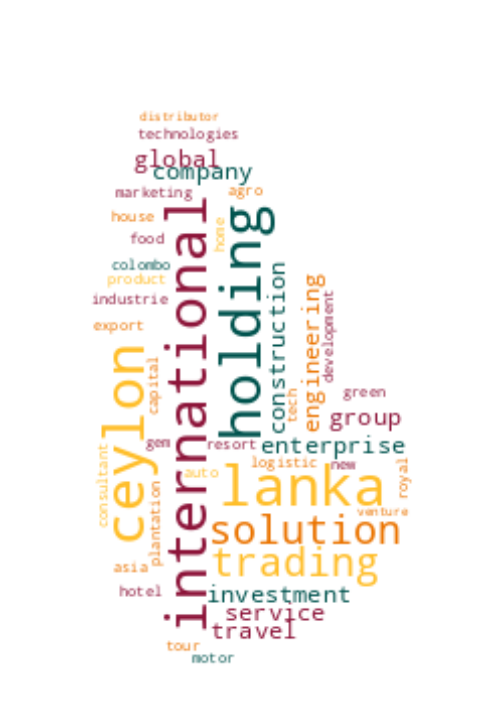 distributor
technologies
global
company
marketing
agro
house
international
holding
home
food
colombo
product
construction
industrie
engineering
development
export
ceylon
capital
tech
green
group
gem
resort
enterprise
consultant
auto
logistic
new
royal
lanka
plantation
venture
solution
trading
asia
hotel
investment
service
travel
tour
motor